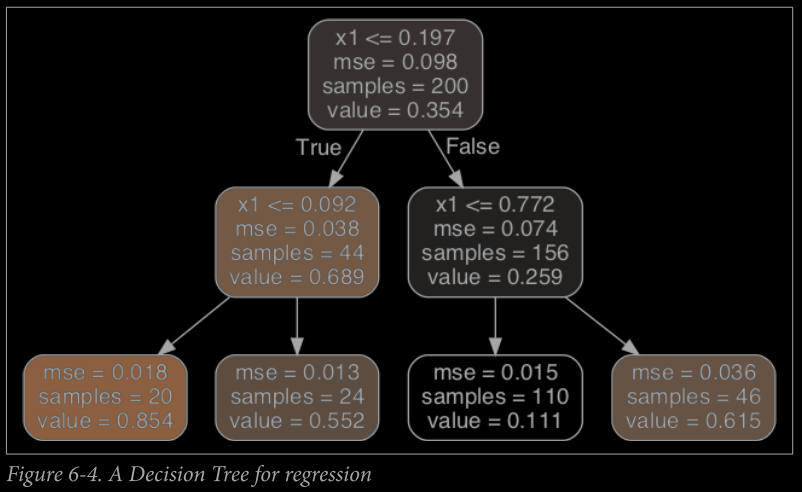 x1 <= 0.197
mse = 0.098
samples = 200
value = 0.354
True
False
x1 <= 0.092
mse = 0.038
samples = 44
value = 0.689
x1 <= 0.772
mse = 0.074
samples = 156
value = 0.259
mse = 0.018
samples = 20
value = 0.854
mse = 0.013
samples = 24
value = 0.552
mse = 0.015
samples = 110
value = 0.111
mse = 0.036
samples = 46
value = 0.615
Figure 6-4. A Decision Tree for regression